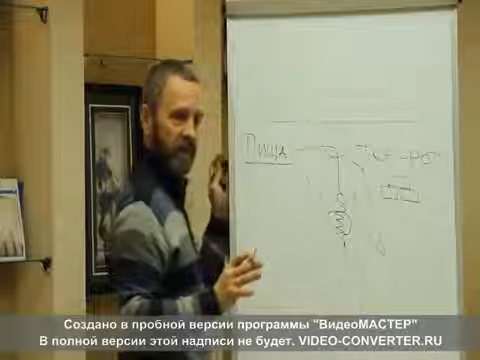 Пища
Создано в пробной версии программы "ВидеоМАСТЕР"
В полной версии этой надписи не будет. VIDEO-CONVERTER.RU